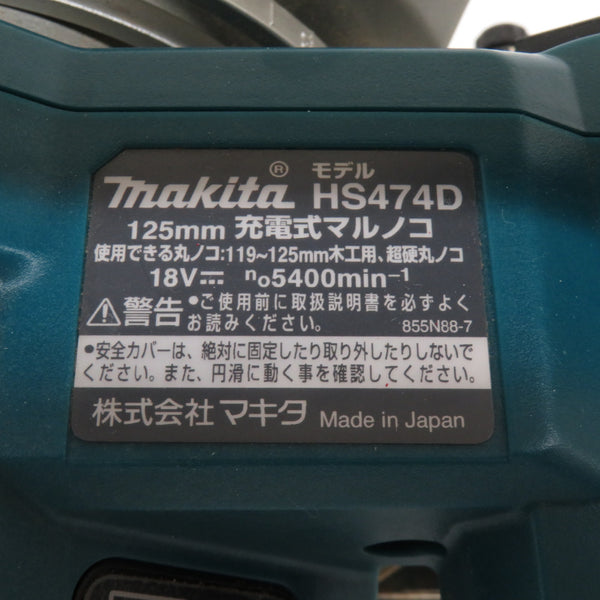 makita® モデル HS474D
125mm 充電式マルノコ
使用できる丸ノコ:119~125mm木工用、超硬丸ノコ
18V⎓ n₀5400min⁻¹
⚠警告 •ご使用前に取扱説明書を必ずよく
お読みください。 855N88-7
•安全カバーは、絶対に固定したり取り外したりしないで
ください。また、円滑に動く事を確認してください。
株式会社 マキタ Made in Japan